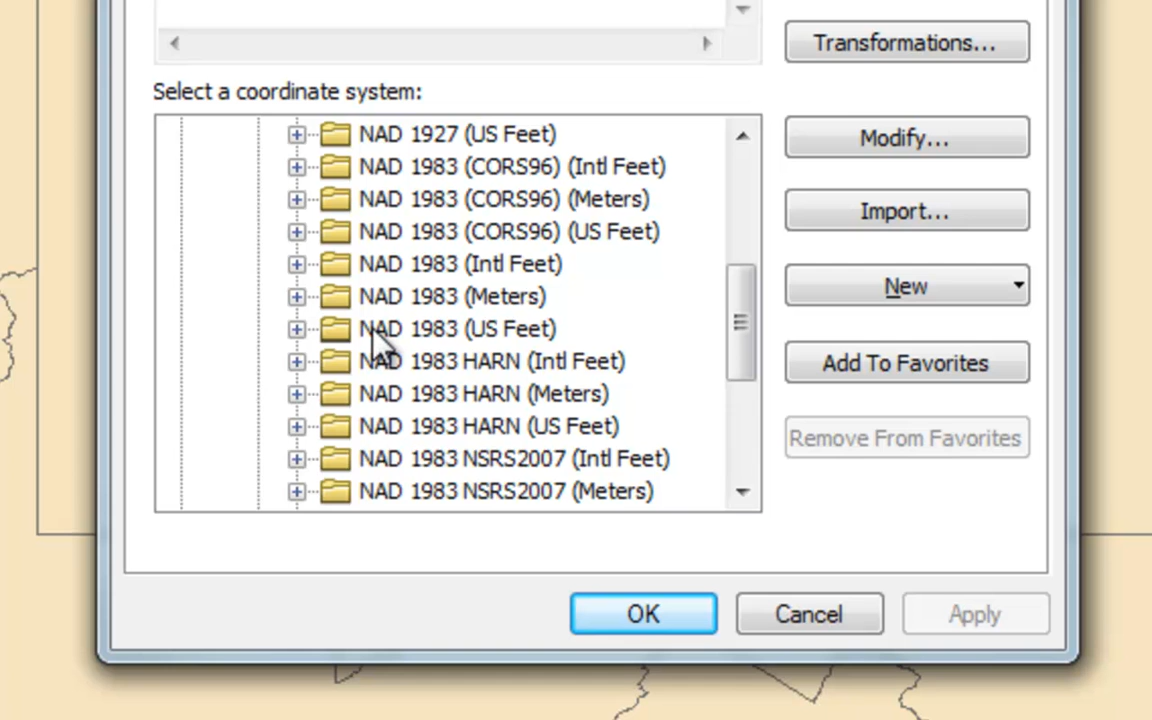 Transformations...
Select a coordinate system:
NAD 1927 (US Feet)
NAD 1983 (CORS96) (Intl Feet)
NAD 1983 (CORS96) (Meters)
NAD 1983 (CORS96) (US Feet)
NAD 1983 (Intl Feet)
NAD 1983 (Meters)
NAD 1983 (US Feet)
NAD 1983 HARN (Intl Feet)
NAD 1983 HARN (Meters)
NAD 1983 HARN (US Feet)
NAD 1983 NSRS2007 (Intl Feet)
NAD 1983 NSRS2007 (Meters)
Modify...
Import...
New
Add To Favorites
Remove From Favorites
OK
Cancel
Apply